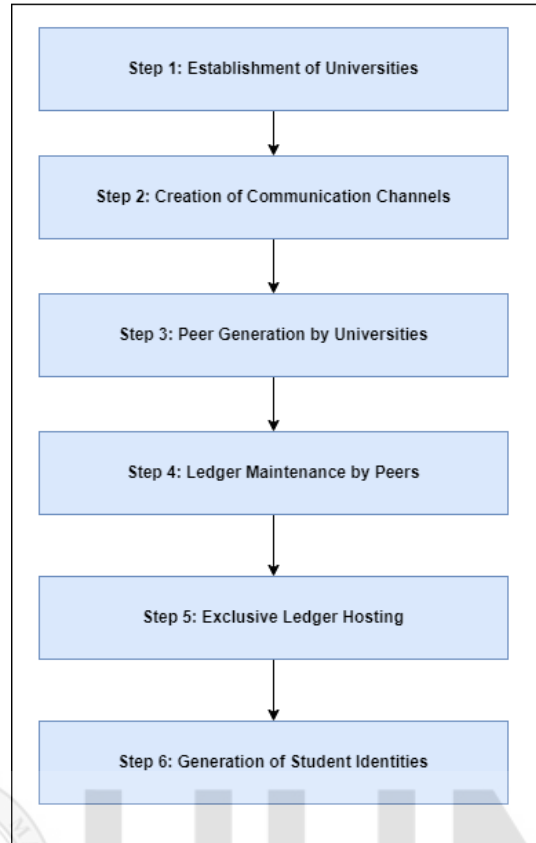 Step 1: Establishment of Universities
Step 2: Creation of Communication Channels
Step 3: Peer Generation by Universities
Step 4: Ledger Maintenance by Peers
Step 5: Exclusive Ledger Hosting
Step 6: Generation of Student Identities